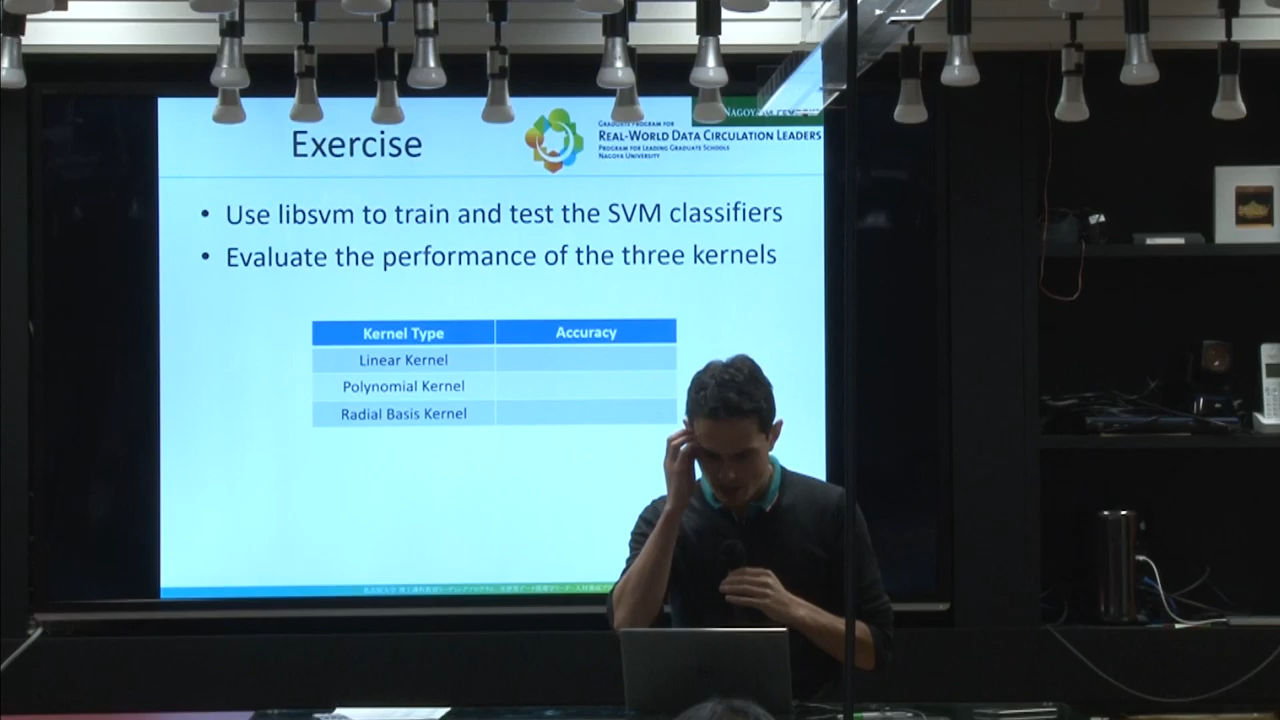 Exercise
GRADUATE PROGRAM FOR
REAL-WORLD DATA CIRCULATION LEADERS
PROGRAM FOR LEADING GRADUATE SCHOOLS
NAGOYA UNIVERSITY
• Use libsvm to train and test the SVM classifiers
• Evaluate the performance of the three kernels
Kernel Type Accuracy
Linear Kernel
Polynomial Kernel
Radial Basis Kernel